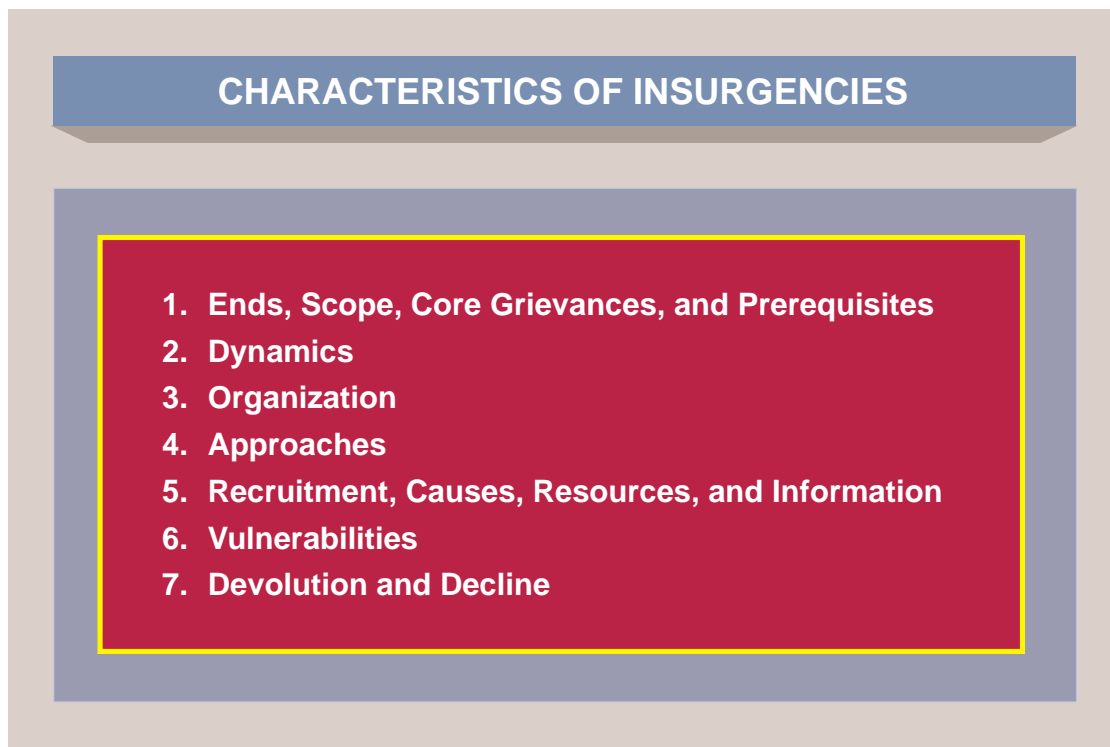 CHARACTERISTICS OF INSURGENCIES
1. Ends, Scope, Core Grievances, and Prerequisites
2. Dynamics
3. Organization
4. Approaches
5. Recruitment, Causes, Resources, and Information
6. Vulnerabilities
7. Devolution and Decline